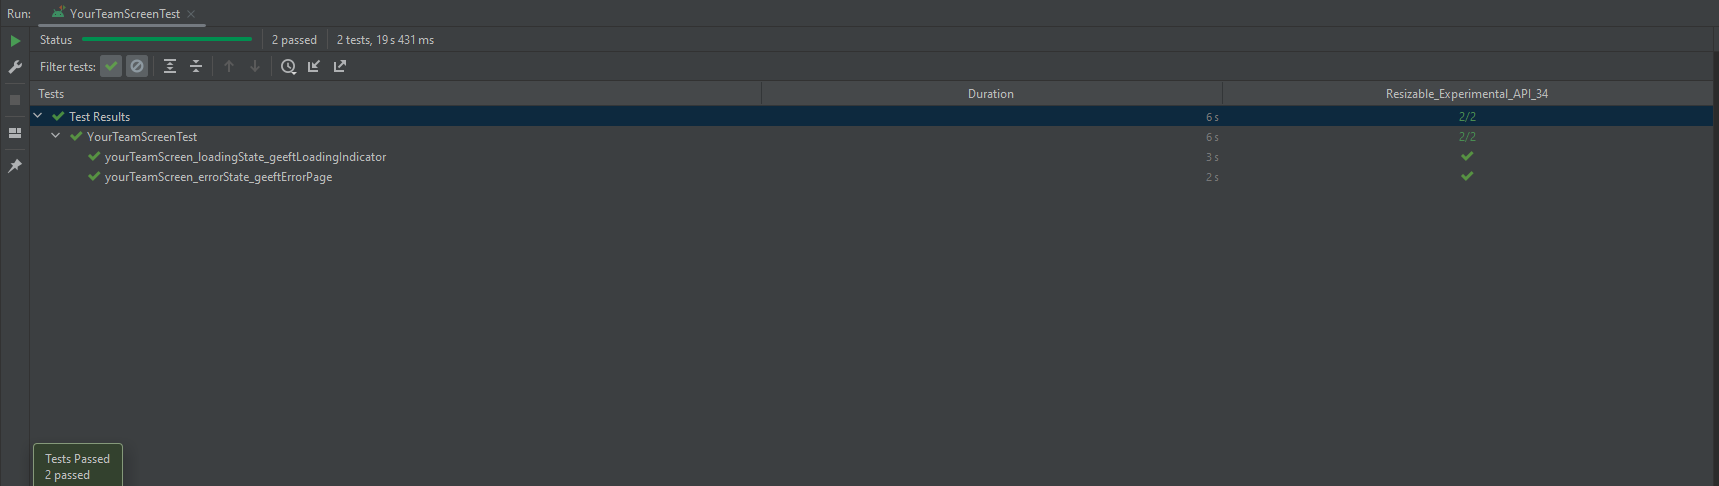 Run: YourTeamScreenTest
Status 2 passed 2 tests, 19 s 431 ms
Filter tests:
Tests Duration Resizable_Experimental_API_34
Test Results 6 s 2/2
YourTeamScreenTest 6 s 2/2
yourTeamScreen_loadingState_geeftLoadingIndicator 3 s
yourTeamScreen_errorState_geeftErrorPage 2 s
Tests Passed
2 passed